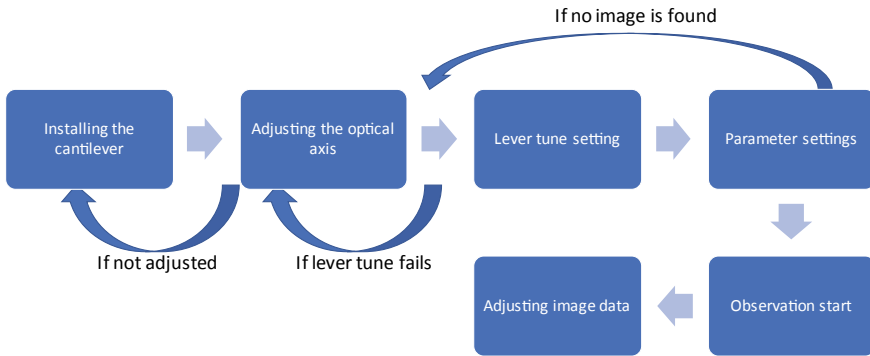 If no image is found
Installing the
cantilever
Adjusting the optical
axis
Lever tune setting
Parameter settings
If not adjusted
If lever tune fails
Adjusting image data
Observation start